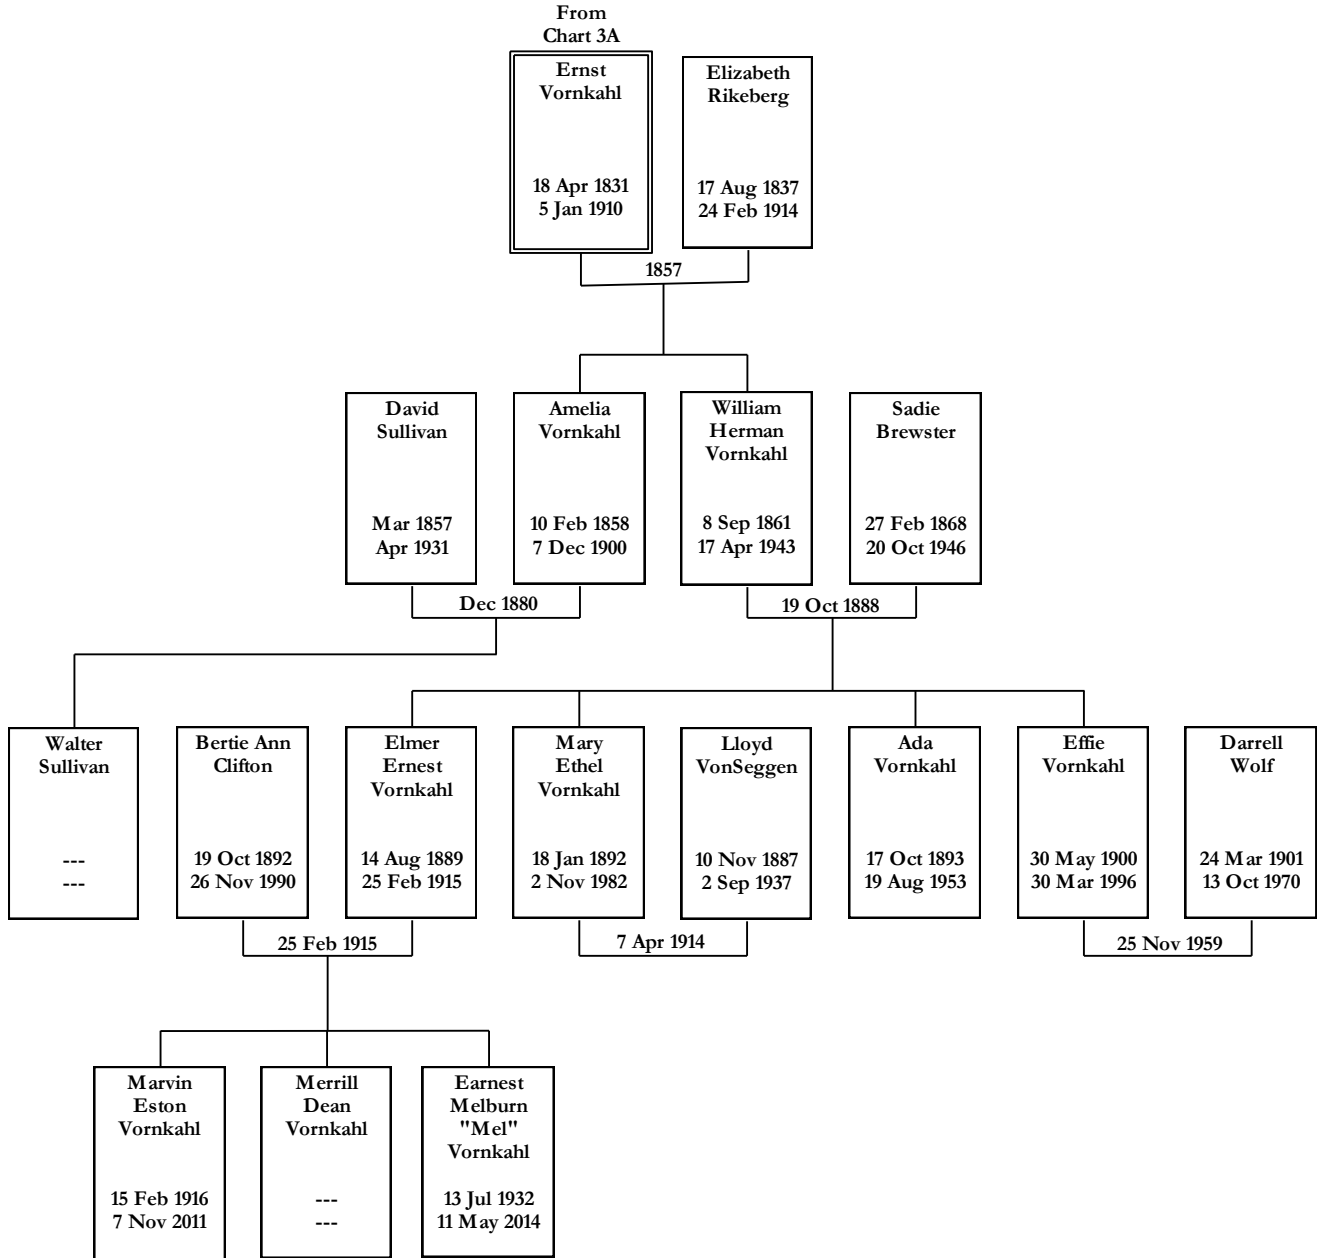 From
Chart 3A
Ernst
Vornkahl
18 Apr 1831
5 Jan 1910
Elizabeth
Rikeberg
17 Aug 1837
24 Feb 1914
1857
David
Sullivan
Mar 1857
Apr 1931
Amelia
Vornkahl
10 Feb 1858
7 Dec 1900
William
Herman
Vornkahl
8 Sep 1861
17 Apr 1943
Sadie
Brewster
27 Feb 1868
20 Oct 1946
Dec 1880
19 Oct 1888
Walter
Sullivan
---
---
Bertie Ann
Clifton
19 Oct 1892
26 Nov 1990
Elmer
Ernest
Vornkahl
14 Aug 1889
25 Feb 1915
Mary
Ethel
Vornkahl
18 Jan 1892
2 Nov 1982
Lloyd
VonSeggen
10 Nov 1887
2 Sep 1937
Ada
Vornkahl
17 Oct 1893
19 Aug 1953
Effie
Vornkahl
30 May 1900
30 Mar 1996
Darrell
Wolf
24 Mar 1901
13 Oct 1970
25 Feb 1915
7 Apr 1914
25 Nov 1959
Marvin
Eston
Vornkahl
15 Feb 1916
7 Nov 2011
Merrill
Dean
Vornkahl
---
---
Earnest
Melburn
"Mel"
Vornkahl
13 Jul 1932
11 May 2014